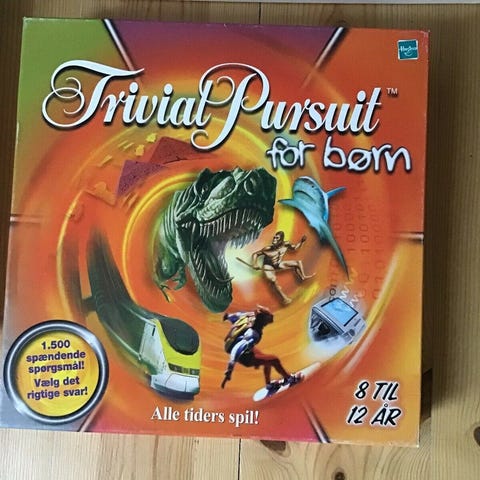 Hasbro
Trivial Pursuit™
for børn
1.500
spændende
spørgsmål!
Vælg det
rigtige svar!
Alle tiders spil!
8 TIL
12 ÅR